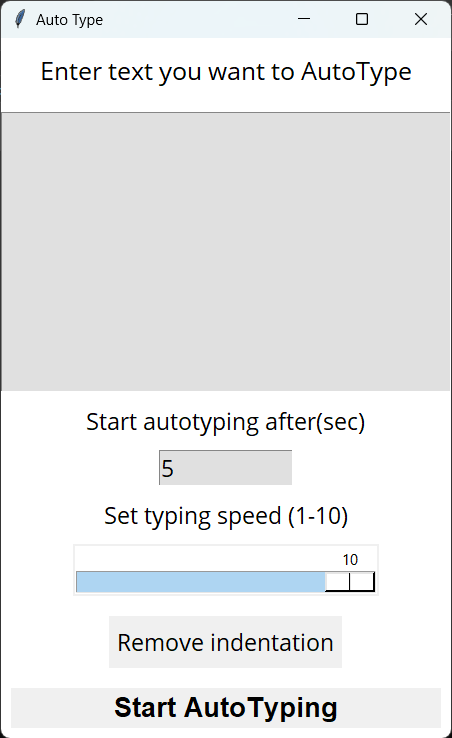 Auto Type
Enter text you want to AutoType
Start autotyping after(sec)
5
Set typing speed (1-10)
10
Remove indentation
Start AutoTyping